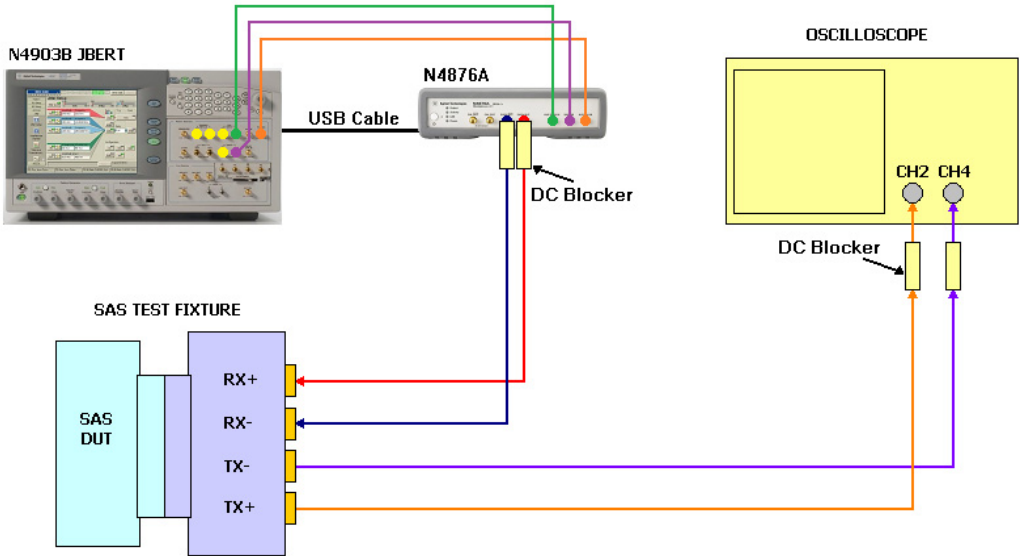 N4903B JBERT
N4876A
OSCILLOSCOPE
USB Cable
DC Blocker
CH2 CH4
DC Blocker
SAS TEST FIXTURE
RX+
RX-
TX-
TX+
SAS
DUT